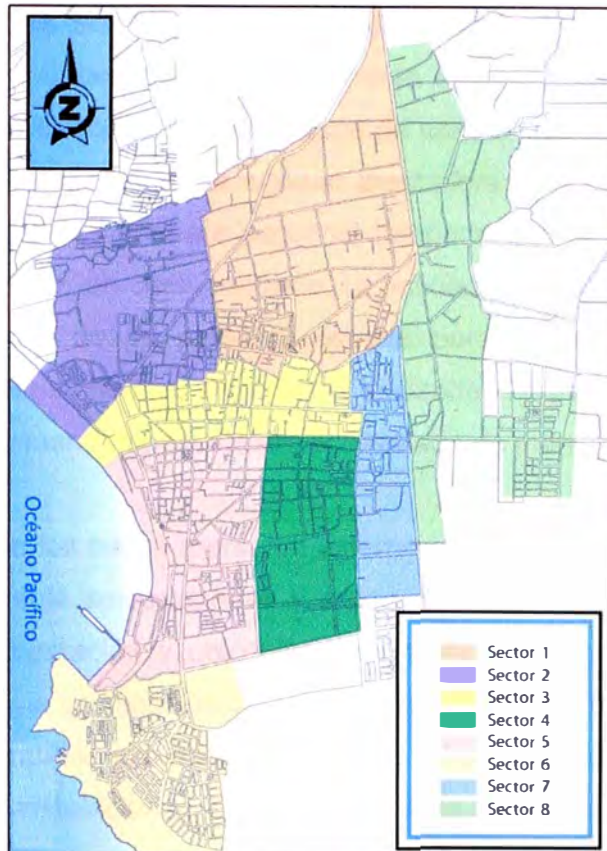 N
Océano Pacífico
Sector 1
Sector 2
Sector 3
Sector 4
Sector 5
Sector 6
Sector 7
Sector 8